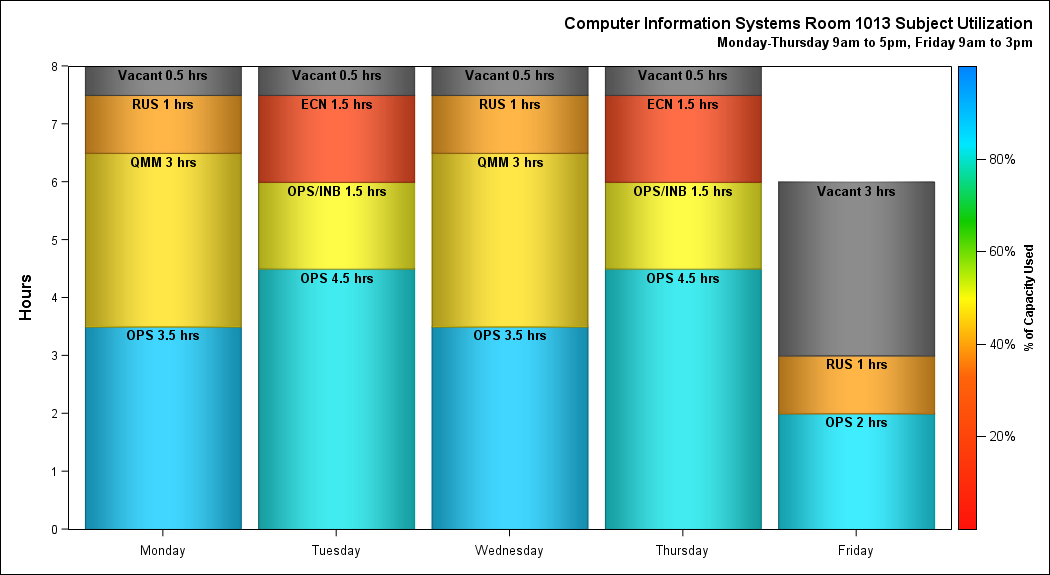 Computer Information Systems Room 1013 Subject Utilization
Monday-Thursday 9am to 5pm, Friday 9am to 3pm
Hours
8
7
6
5
4
3
2
1
0
Vacant 0.5 hrs
RUS 1 hrs
QMM 3 hrs
OPS 3.5 hrs
Monday
Vacant 0.5 hrs
ECN 1.5 hrs
OPS/INB 1.5 hrs
OPS 4.5 hrs
Tuesday
Vacant 0.5 hrs
RUS 1 hrs
QMM 3 hrs
OPS 3.5 hrs
Wednesday
Vacant 0.5 hrs
ECN 1.5 hrs
OPS/INB 1.5 hrs
OPS 4.5 hrs
Thursday
Vacant 3 hrs
RUS 1 hrs
OPS 2 hrs
Friday
80%
60%
40%
20%
% of Capacity Used